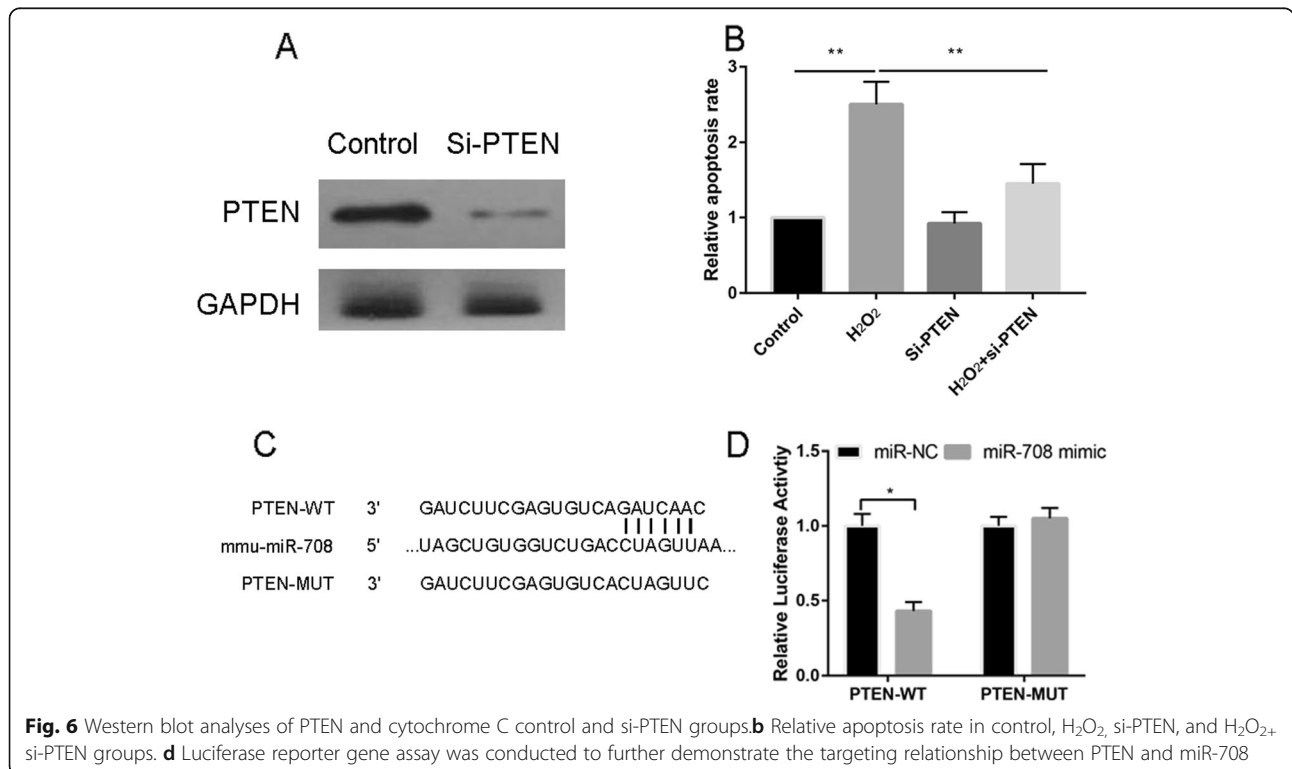 A
Control Si-PTEN
PTEN
GAPDH
B
** **
Relative apoptosis rate
3
2
1
0
Control
H₂O₂
Si-PTEN
H₂O₂+si-PTEN
C
PTEN-WT 3' GAUCUUCGAGUGUCAGAUCAAC
mmu-miR-708 5' ...UAGCUGUGGUCUGACCUAGUUAA...
PTEN-MUT 3' GAUCUUCGAGUGUCACUAGUUC
D
miR-NC miR-708 mimic
Relative Luciferase Activtiy
1.5
1.0
0.5
0.0
*
PTEN-WT PTEN-MUT
Fig. 6 Western blot analyses of PTEN and cytochrome C control and si-PTEN groups.b Relative apoptosis rate in control, H₂O₂, si-PTEN, and H₂O₂₊
si-PTEN groups. d Luciferase reporter gene assay was conducted to further demonstrate the targeting relationship between PTEN and miR-708